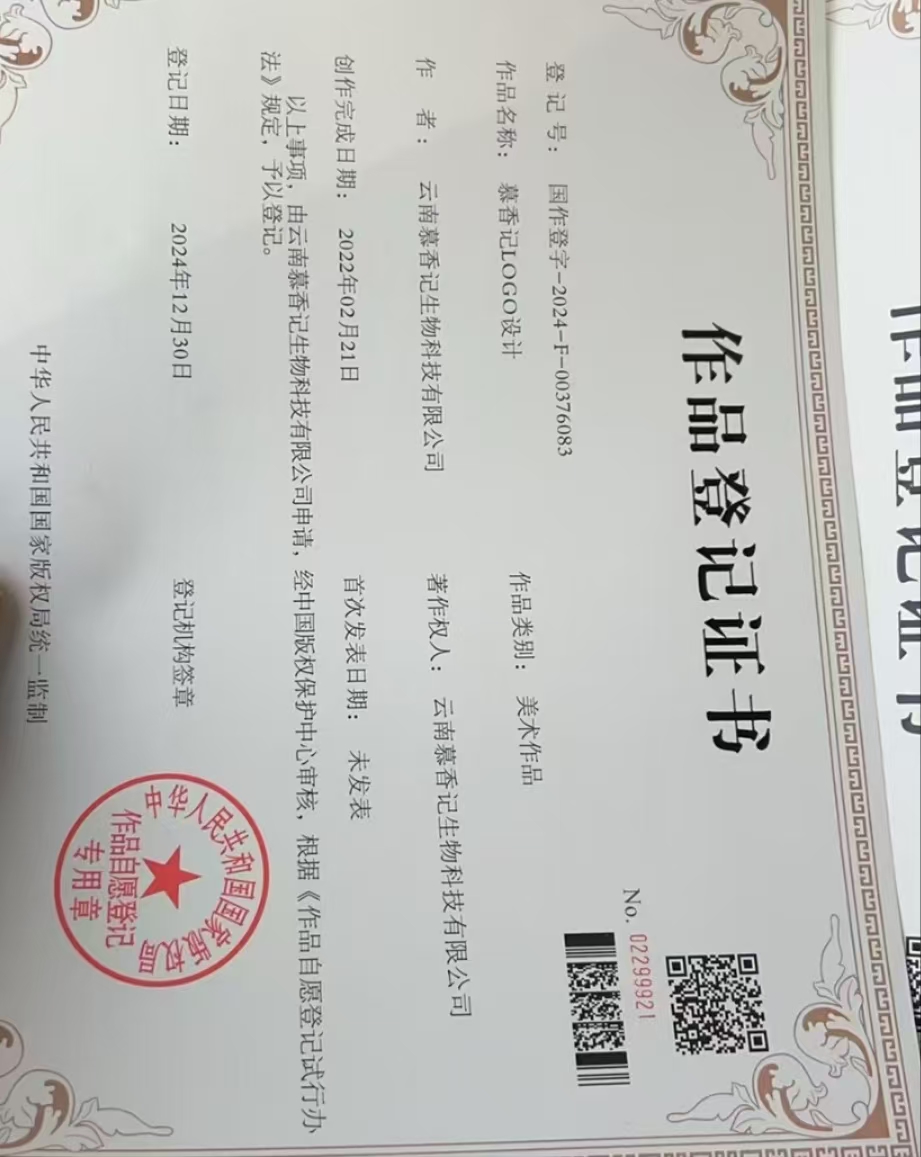 作品登记证书
No. 02299921
登 记 号： 国作登字-2024-F-00376083
作品名称： 慕香记LOGO设计
作品类别： 美术作品
作 者： 云南慕香记生物科技有限公司
著作权人： 云南慕香记生物科技有限公司
创作完成日期： 2022年02月21日
首次发表日期： 未发表
以上事项，由云南慕香记生物科技有限公司申请，经中国版权保护中心审核，根据《作品自愿登记试行办
法》规定，予以登记。
登记日期： 2024年12月30日
登记机构签章
中华人民共和国国家版权局
作品自愿登记
专用章
中华人民共和国国家版权局统一监制
作品登记证书